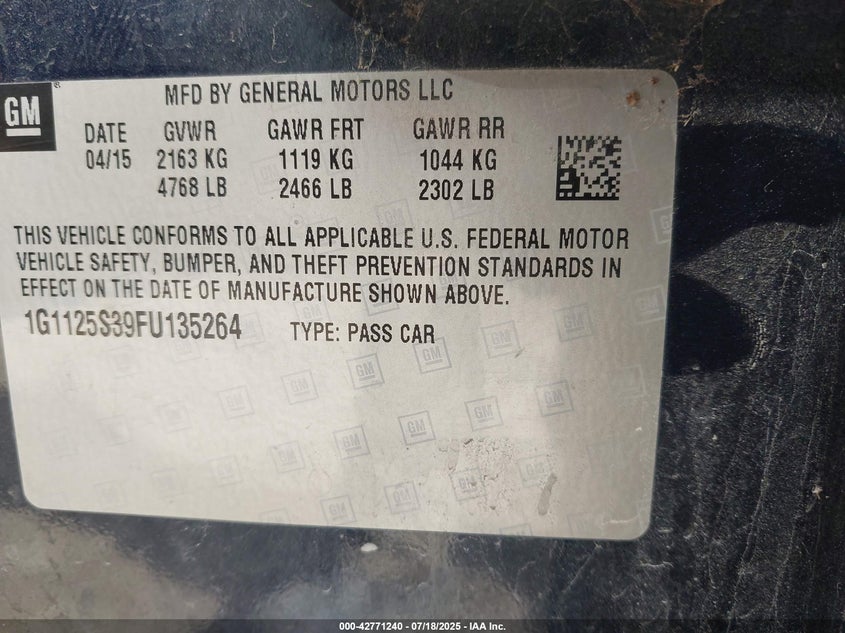 GM
MFD BY GENERAL MOTORS LLC
DATE GVWR GAWR FRT GAWR RR
04/15 2163 KG 1119 KG 1044 KG
4768 LB 2466 LB 2302 LB
THIS VEHICLE CONFORMS TO ALL APPLICABLE U.S. FEDERAL MOTOR
VEHICLE SAFETY, BUMPER, AND THEFT PREVENTION STANDARDS IN
EFFECT ON THE DATE OF MANUFACTURE SHOWN ABOVE.
1G1125S39FU135264 TYPE: PASS CAR
000-42771240 - 07/18/2025 - IAA Inc.